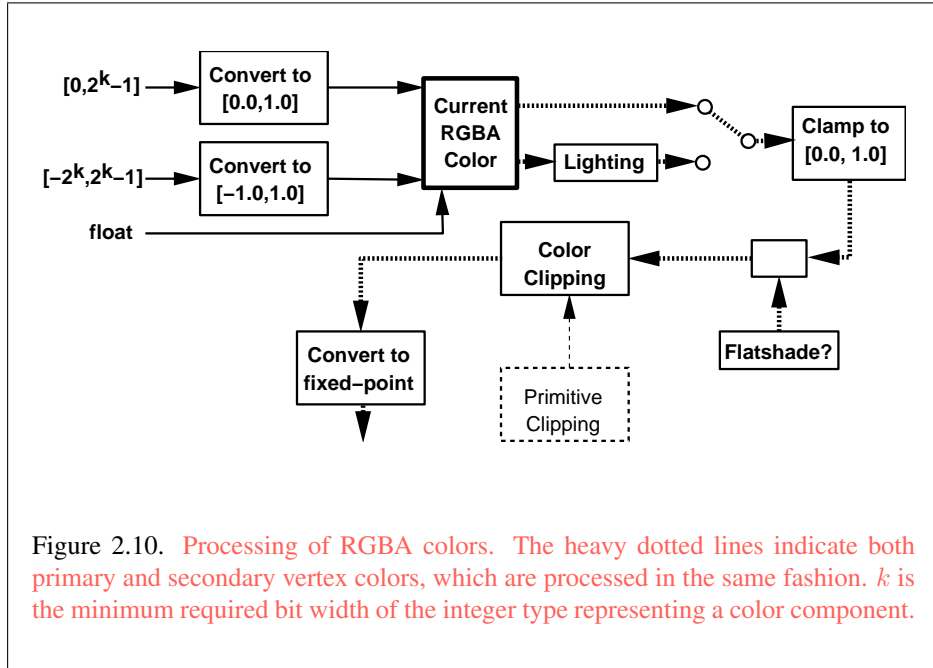 [0,2^k–1]
Convert to
[0.0,1.0]
Current
RGBA
Color
Clamp to
[0.0, 1.0]
Lighting
[–2^k,2^k–1]
Convert to
[–1.0,1.0]
float
Color
Clipping
Flatshade?
Convert to
fixed–point
Primitive
Clipping
Figure 2.10. Processing of RGBA colors. The heavy dotted lines indicate both
primary and secondary vertex colors, which are processed in the same fashion. k is
the minimum required bit width of the integer type representing a color component.